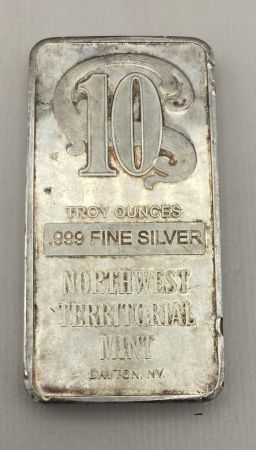 10
TROY OUNCES
.999 FINE SILVER
NORTHWEST
TERRITORIAL
MINT
DAYTON, NV